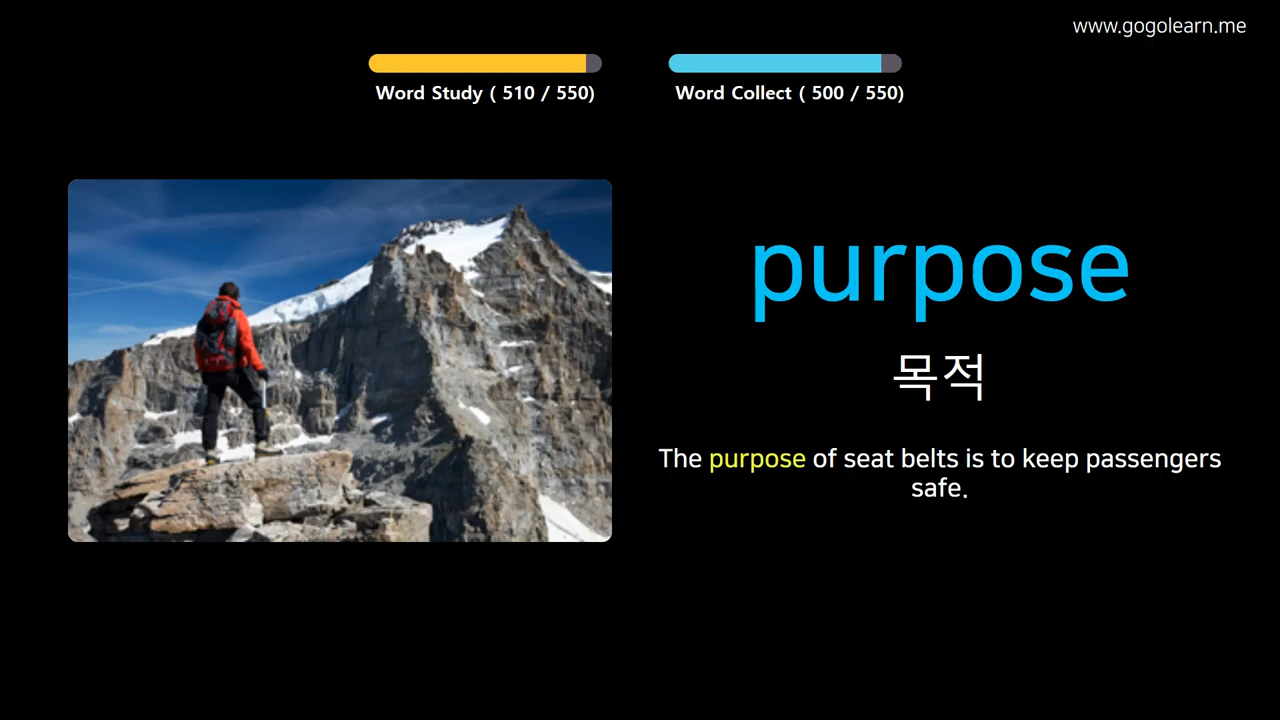 www.gogolearn.me
Word Study ( 510 / 550)
Word Collect ( 500 / 550)
purpose
목적
The purpose of seat belts is to keep passengers
safe.